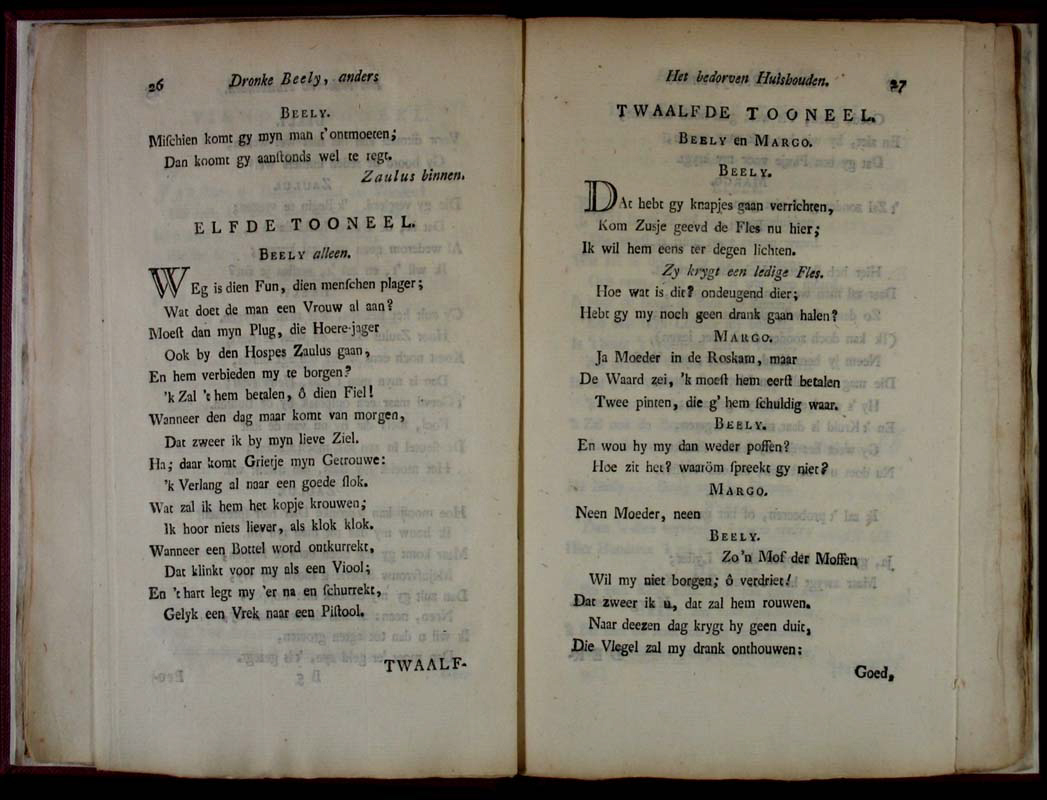 26 Dronke Beely, anders
BEELY.
Miſchien komt gy myn man t'ontmoeten;
Dan koomt gy aanſtonds wel te regt.
Zaulus binnen.
ELFDE TOONEEL.
BEELY alleen.
WEg is dien Fun, dien menſchen plager;
Wat doet de man een Vrouw al aan?
Moeſt dan myn Plug, die Hoere-jager
Ook by den Hospes Zaulus gaan,
En hem verbieden my te borgen?
'k Zal 't hem betalen, ô dien Fiel!
Wanneer den dag maar komt van morgen,
Dat zweer ik by myn lieve Ziel.
Ha; daar komt Grietje myn Getrouwe:
'k Verlang al naar een goede ſlok.
Wat zal ik hem het kopje krouwen;
Ik hoor niets liever, als klok klok.
Wanneer een Bottel word ontkurrekt,
Dat klinkt voor my als een Viool;
En 't hart legt my 'er na en ſchurrekt,
Gelyk een Vrek naar een Piſtool.
TWAALF-
Het bedorven Huishouden. 27
TWAALFDE TOONEEL.
BEELY en MARGO.
BEELY.
DAt hebt gy knapjes gaan verrichten,
Kom Zusje geevd de Fles nu hier;
Ik wil hem eens ter degen lichten.
Zy krygt een ledige Fles.
Hoe wat is dit? ondeugend dier;
Hebt gy my noch geen drank gaan halen?
MARGO.
Ja Moeder in de Roskam, maar
De Waard zei, 'k moeſt hem eerſt betalen
Twee pinten, die g' hem ſchuldig waar.
BEELY.
En wou hy my dan weder poffen?
Hoe zit het? waaröm ſpreekt gy niet?
MARGO.
Neen Moeder, neen
BEELY.
Zo'n Mof der Moffen
Wil my niet borgen; ô verdriet!
Dat zweer ik u, dat zal hem rouwen.
Naar deezen dag krygt hy geen duit,
Die Vlegel zal my drank onthouwen:
Goed,